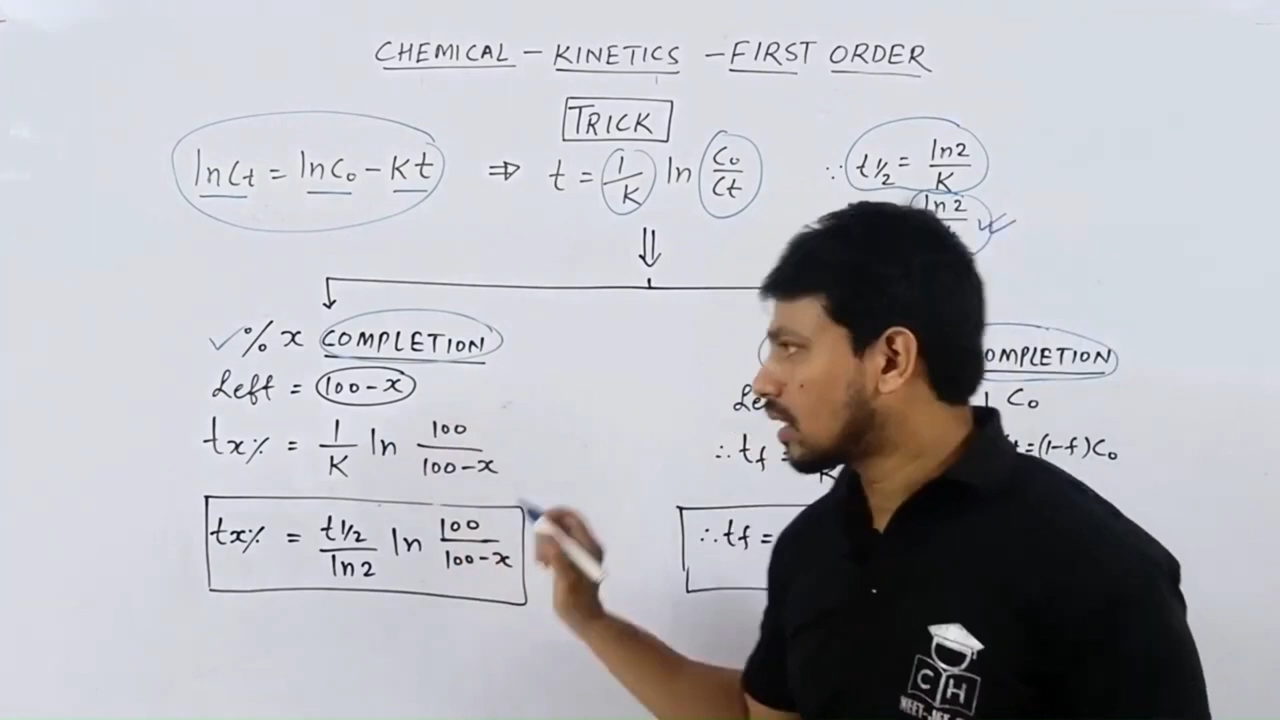 CHEMICAL - KINETICS - FIRST ORDER
TRICK
ln Ct = ln C₀ - Kt ⇒ t = 1/K ln C₀/Ct
∵ t½ = ln2/K
ln 2
✓ % x COMPLETION
Left = 100-x
tx% = 1/K ln 100/100-x
tx% = t½/ln2 ln 100/100-x
OMPLETION
C₀
∴ tf =
K
t=(1-f)C₀
∴ tf =
CH